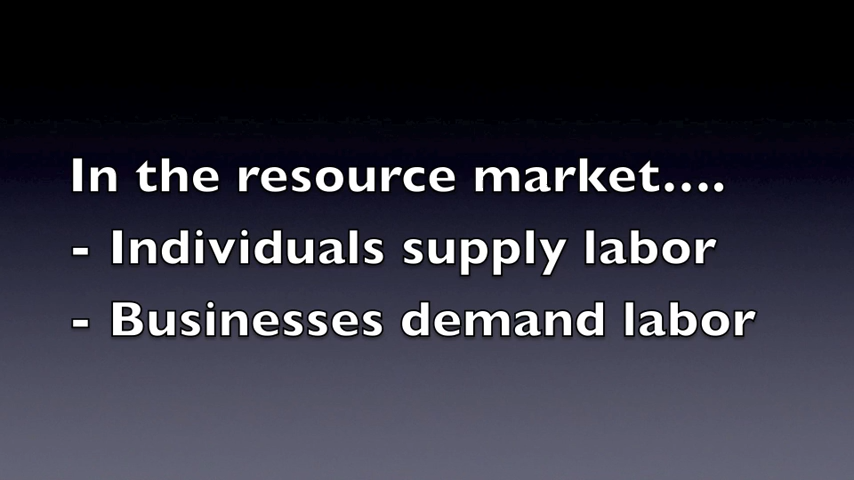 In the resource market....
- Individuals supply labor
- Businesses demand labor